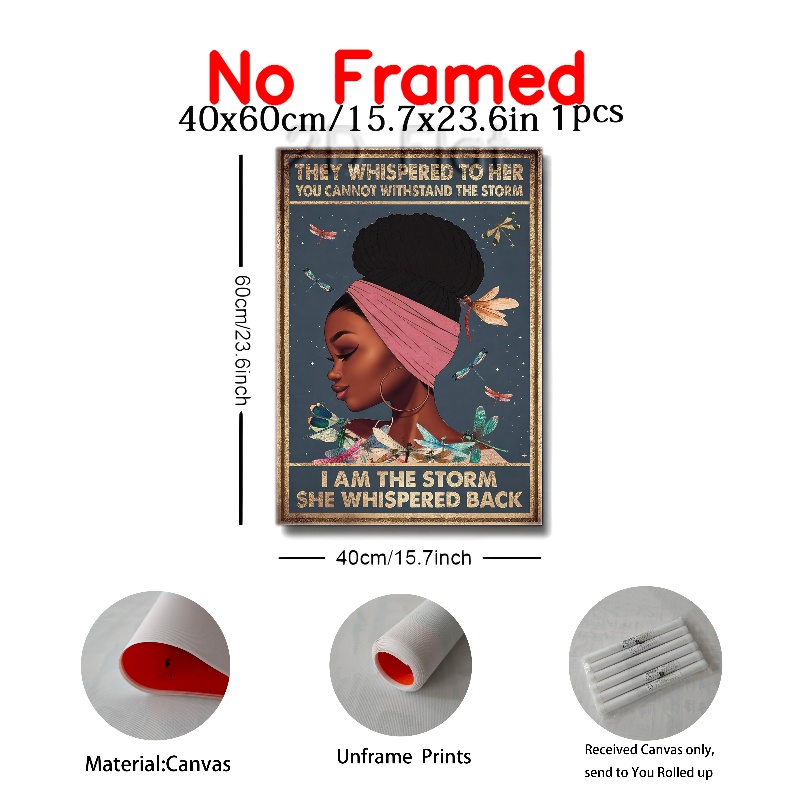 No Framed
40x60cm/15.7x23.6in 1pcs
2D Flat
THEY WHISPERED TO HER
YOU CANNOT WITHSTAND THE STORM
60cm/23.6inch
I AM THE STORM
SHE WHISPERED BACK
40cm/15.7inch
Material:Canvas
Unframe Prints
Received Canvas only,
send to You Rolled up